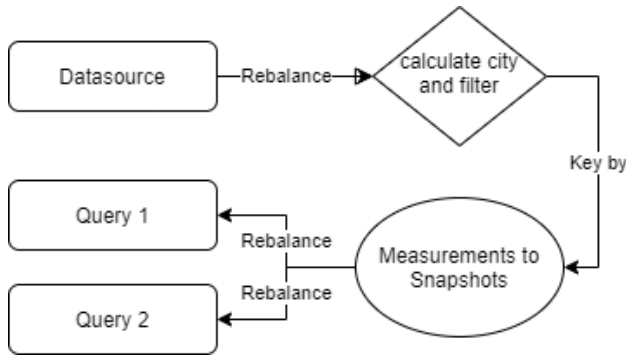 Datasource
Rebalance
calculate city
and filter
Key by
Query 1
Rebalance
Measurements to
Snapshots
Rebalance
Query 2